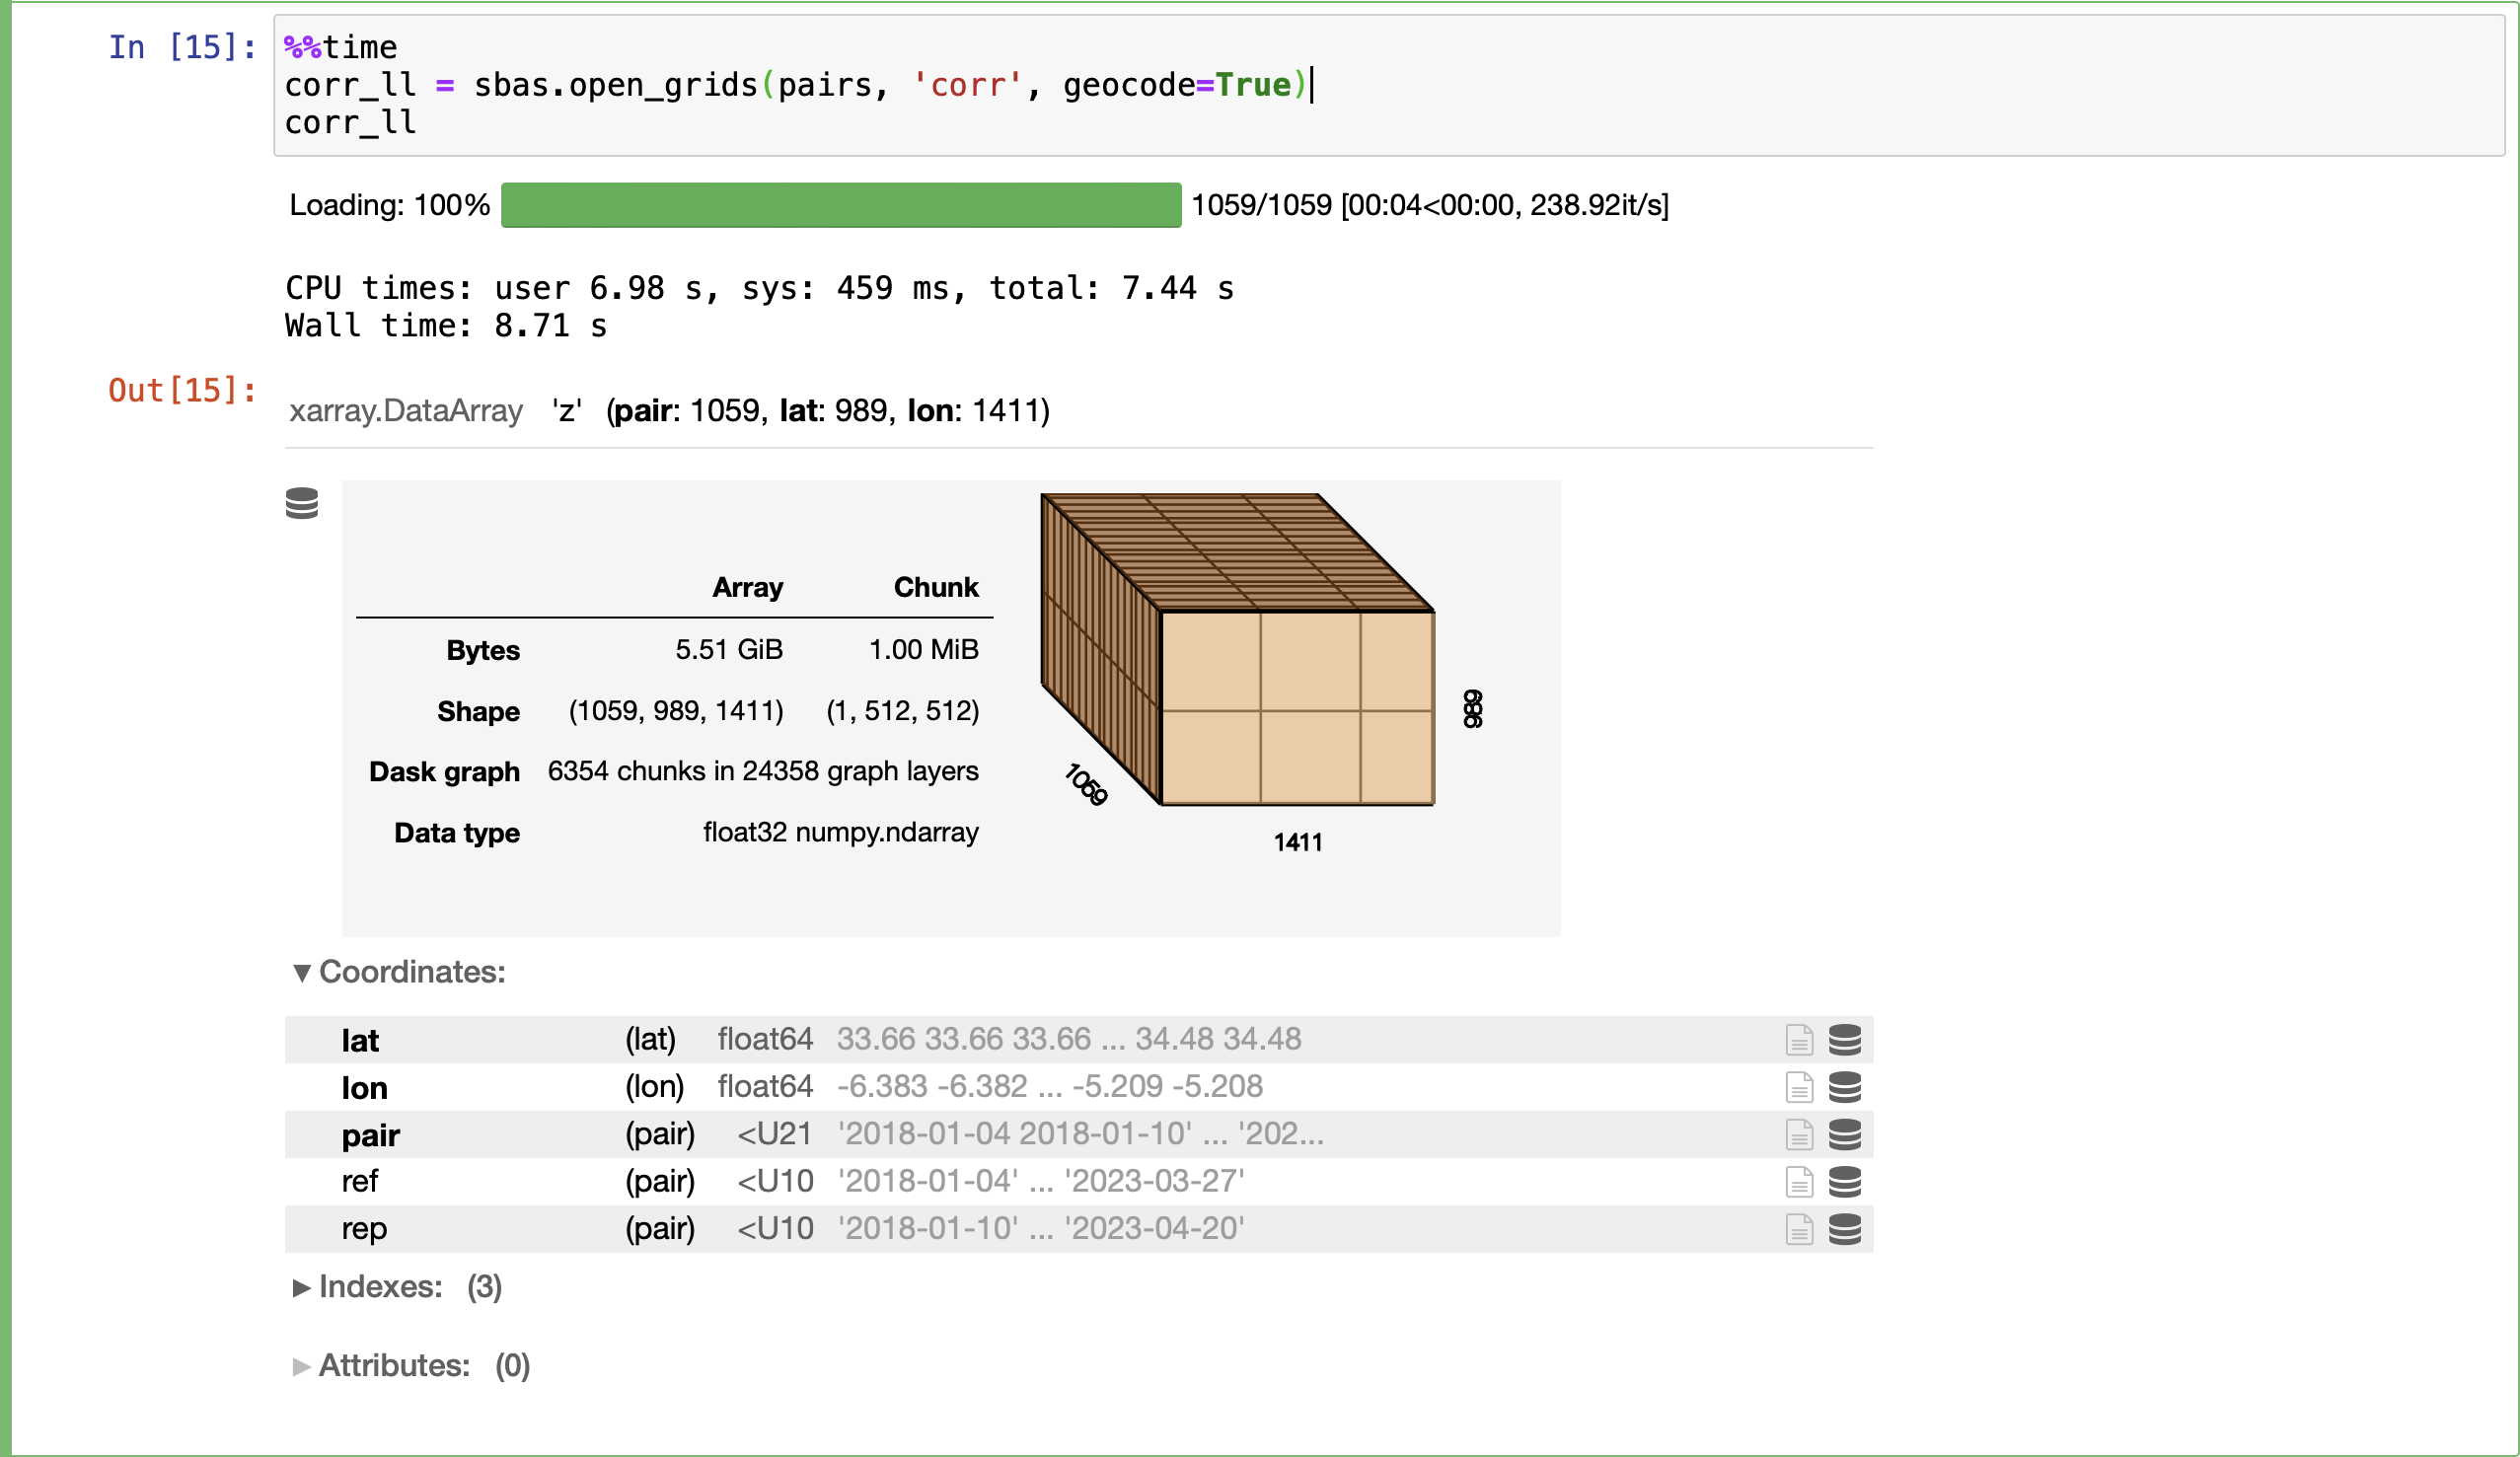 In [15]:
%%time
corr_ll = sbas.open_grids(pairs, 'corr', geocode=True)
corr_ll
Loading: 100% 1059/1059 [00:04<00:00, 238.92it/s]
CPU times: user 6.98 s, sys: 459 ms, total: 7.44 s
Wall time: 8.71 s
Out[15]:
xarray.DataArray 'z' (pair: 1059, lat: 989, lon: 1411)
Array Chunk
Bytes 5.51 GiB 1.00 MiB
Shape (1059, 989, 1411) (1, 512, 512)
Dask graph 6354 chunks in 24358 graph layers
Data type float32 numpy.ndarray
1059
1411
989
▼ Coordinates:
lat (lat) float64 33.66 33.66 33.66 ... 34.48 34.48
lon (lon) float64 -6.383 -6.382 ... -5.209 -5.208
pair (pair) <U21 '2018-01-04 2018-01-10' ... '202...
ref (pair) <U10 '2018-01-04' ... '2023-03-27'
rep (pair) <U10 '2018-01-10' ... '2023-04-20'
► Indexes: (3)
► Attributes: (0)